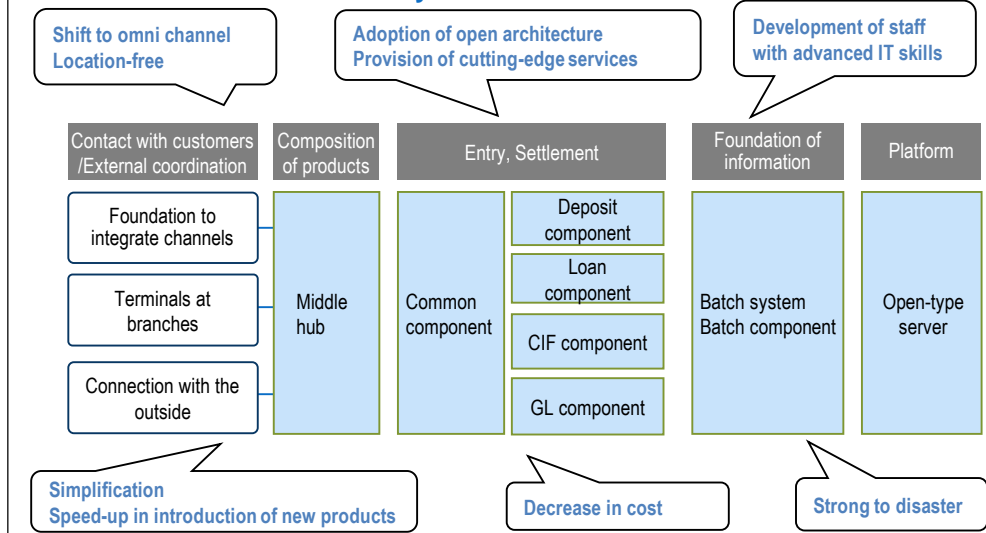 Shift to omni channel
Location-free
Adoption of open architecture
Provision of cutting-edge services
Development of staff
with advanced IT skills
Contact with customers
/External coordination
Composition
of products
Entry, Settlement
Foundation of
information
Platform
Foundation to
integrate channels
Terminals at
branches
Connection with the
outside
Middle
hub
Common
component
Deposit
component
Loan
component
CIF component
GL component
Batch system
Batch component
Open-type
server
Simplification
Speed-up in introduction of new products
Decrease in cost
Strong to disaster